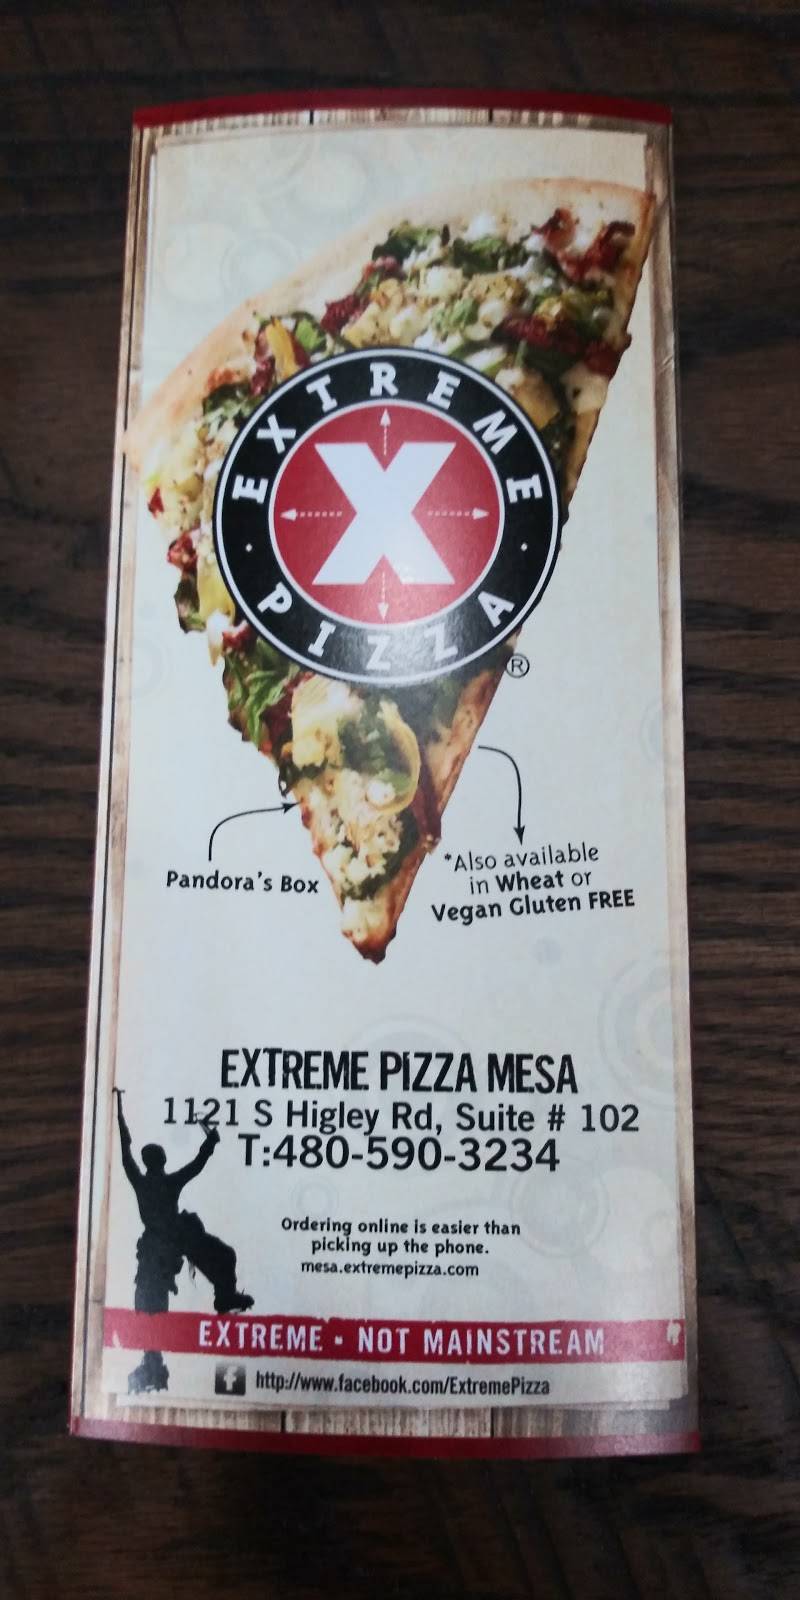 EXTREME
X
PIZZA
®
Pandora's Box
*Also available
in Wheat or
Vegan Gluten FREE
EXTREME PIZZA MESA
1121 S Higley Rd, Suite # 102
T:480-590-3234
Ordering online is easier than
picking up the phone.
mesa.extremepizza.com
EXTREME - NOT MAINSTREAM
f http://www.facebook.com/ExtremePizza